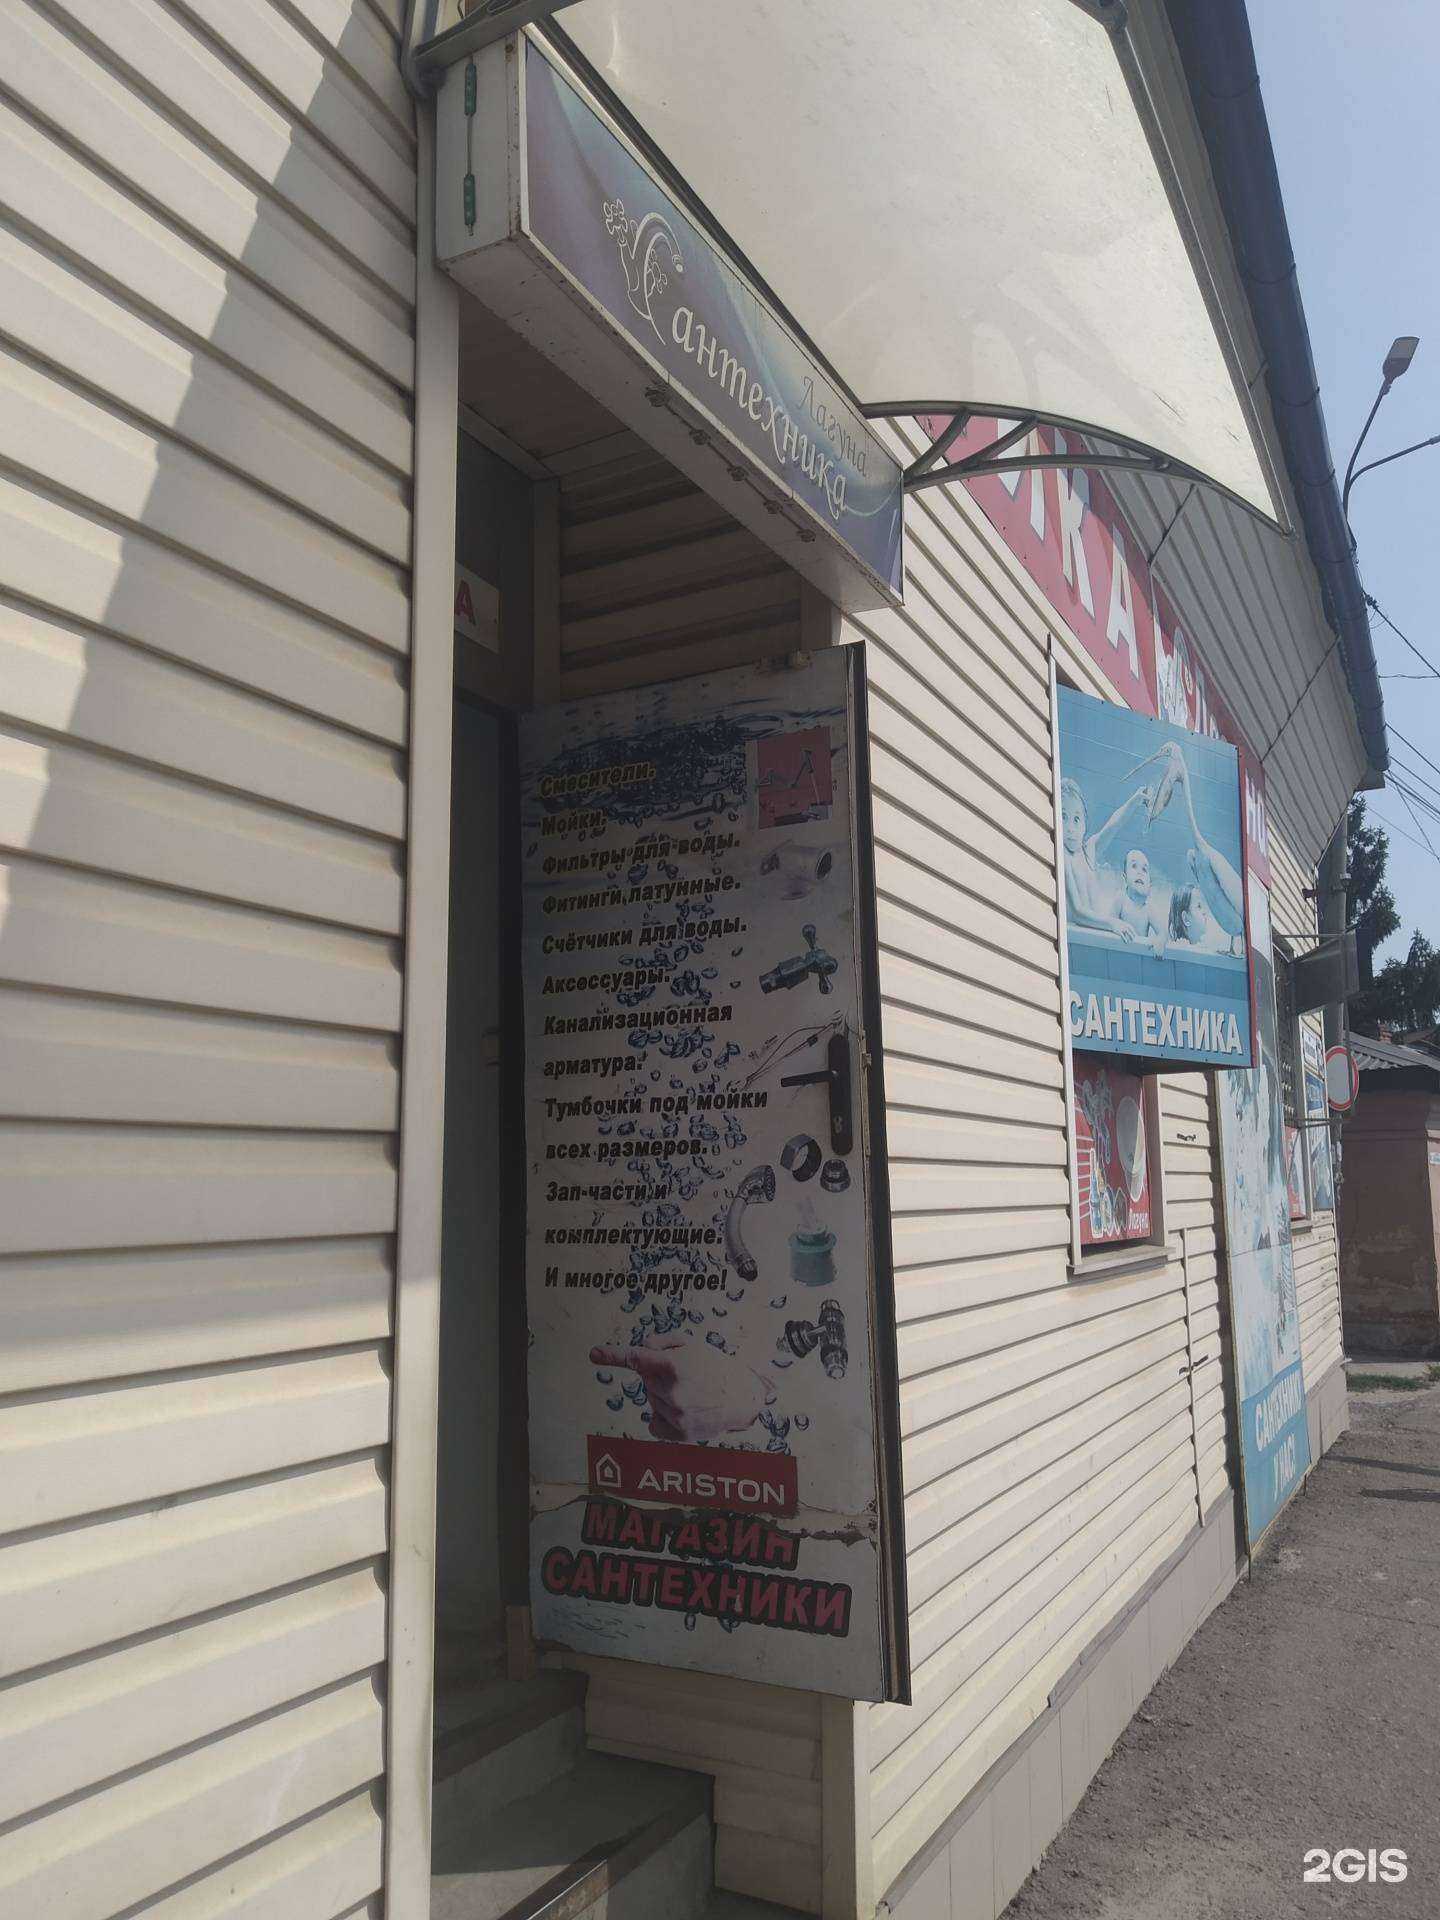 Сантехника
Лагуна
А
Смесители.
Мойки.
Фильтры для воды.
Фитинги латунные.
Счётчики для воды.
Аксессуары.
Канализационная
арматура.
Тумбочки под мойки
всех размеров.
Зап-части и
комплектующие.
И многое другое!
ARISTON
МАГАЗИН
САНТЕХНИКИ
САНТЕХНИКА
Лагуна
2GIS